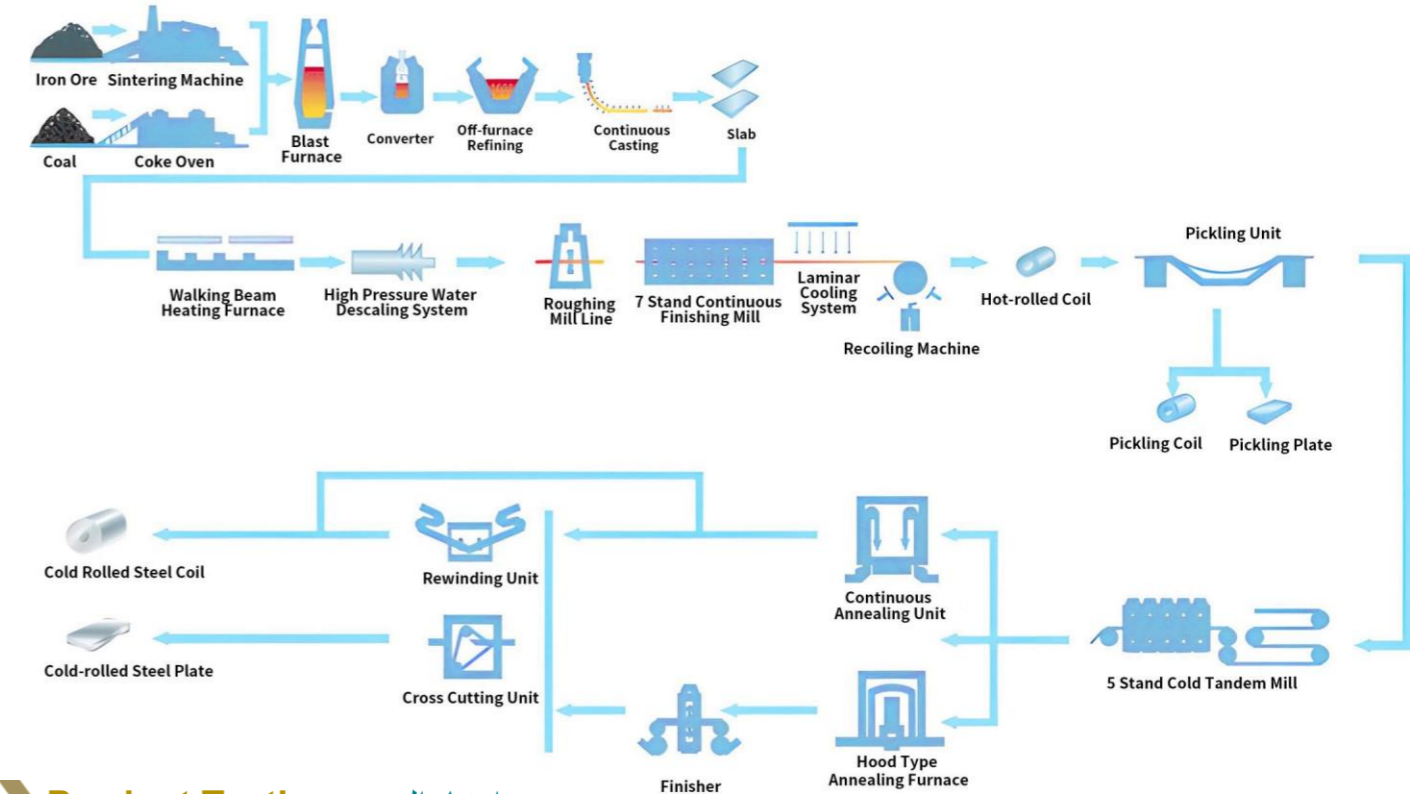 Iron Ore
Sintering Machine
Coal
Coke Oven
Blast
Furnace
Converter
Off-furnace
Refining
Continuous
Casting
Slab
Walking Beam
Heating Furnace
High Pressure Water
Descaling System
Roughing
Mill Line
7 Stand Continuous
Finishing Mill
Laminar
Cooling
System
Recoiling Machine
Hot-rolled Coil
Pickling Unit
Pickling Coil
Pickling Plate
Cold Rolled Steel Coil
Rewinding Unit
Continuous
Annealing Unit
Cold-rolled Steel Plate
Cross Cutting Unit
5 Stand Cold Tandem Mill
Finisher
Hood Type
Annealing Furnace